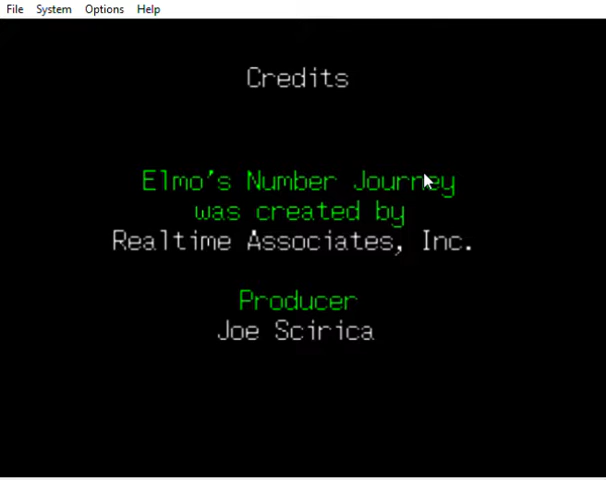 File System Options Help
Credits
Elmo's Number Journey
was created by
Realtime Associates, Inc.
Producer
Joe Scirica